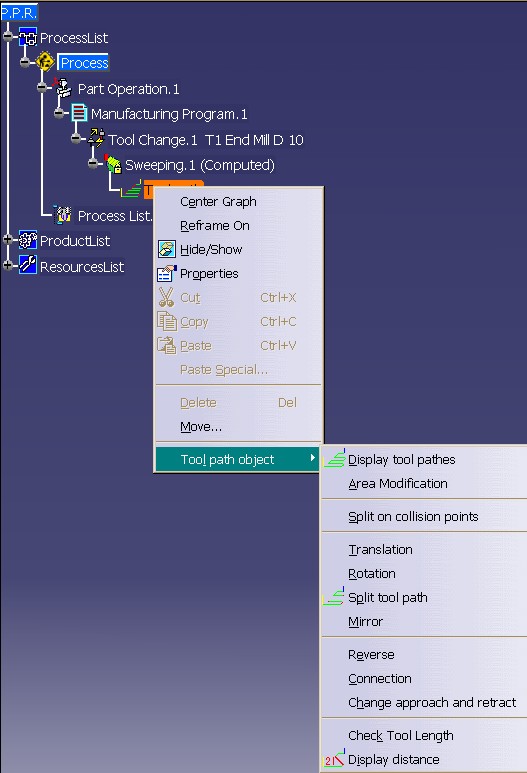 P.P.R.
ProcessList
Process
Part Operation.1
Manufacturing Program.1
Tool Change.1 T1 End Mill D 10
Sweeping.1 (Computed)
Process List.
ProductList
ResourcesList
Center Graph
Reframe On
Hide/Show
Properties
Cut Ctrl+X
Copy Ctrl+C
Paste Ctrl+V
Paste Special...
Delete Del
Move...
Tool path object
Display tool pathes
Area Modification
Split on collision points
Translation
Rotation
Split tool path
Mirror
Reverse
Connection
Change approach and retract
Check Tool Length
21 Display distance